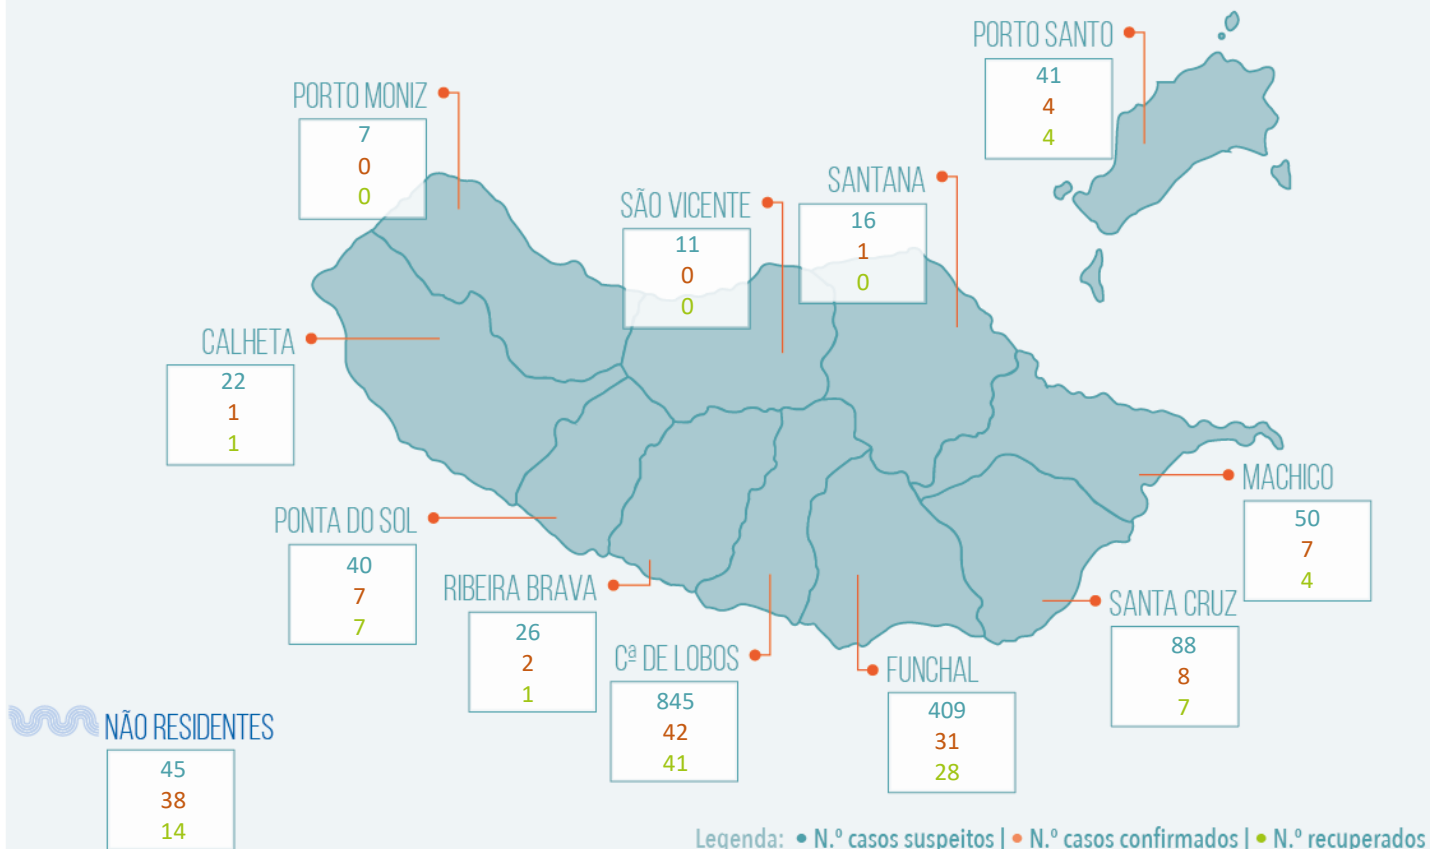 PORTO SANTO
41
4
4
PORTO MONIZ
7
0
0
SANTANA
16
1
0
SÃO VICENTE
11
0
0
CALHETA
22
1
1
MACHICO
50
7
4
PONTA DO SOL
40
7
7
RIBEIRA BRAVA
26
2
1
SANTA CRUZ
88
8
7
Cª DE LOBOS
845
42
41
FUNCHAL
409
31
28
NÃO RESIDENTES
45
38
14
Legenda: • N.º casos suspeitos | • N.º casos confirmados | • N.º recuperados